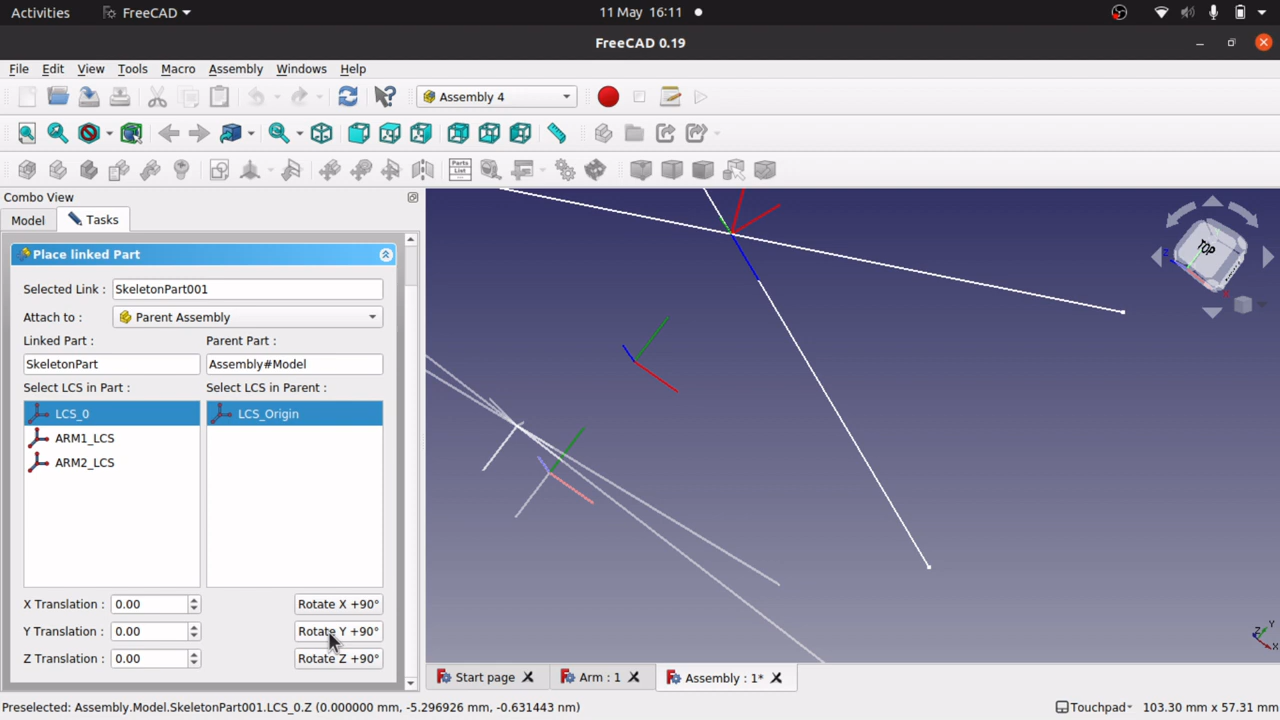 Activities FreeCAD 11 May 16:11
FreeCAD 0.19
File Edit View Tools Macro Assembly Windows Help
Assembly 4
Parts List
Combo View
Model Tasks
Place linked Part
Selected Link : SkeletonPart001
Attach to : Parent Assembly
Linked Part : Parent Part :
SkeletonPart Assembly#Model
Select LCS in Part : Select LCS in Parent :
LCS_0 LCS_Origin
ARM1_LCS
ARM2_LCS
X Translation : 0.00 Rotate X +90°
Y Translation : 0.00 Rotate Y +90°
Z Translation : 0.00 Rotate Z +90°
TOP
Z
X
Y
Z
X
Start page Arm : 1 Assembly : 1*
Preselected: Assembly.Model.SkeletonPart001.LCS_0.Z (0.000000 mm, -5.296926 mm, -0.631443 mm) Touchpad 103.30 mm x 57.31 mm